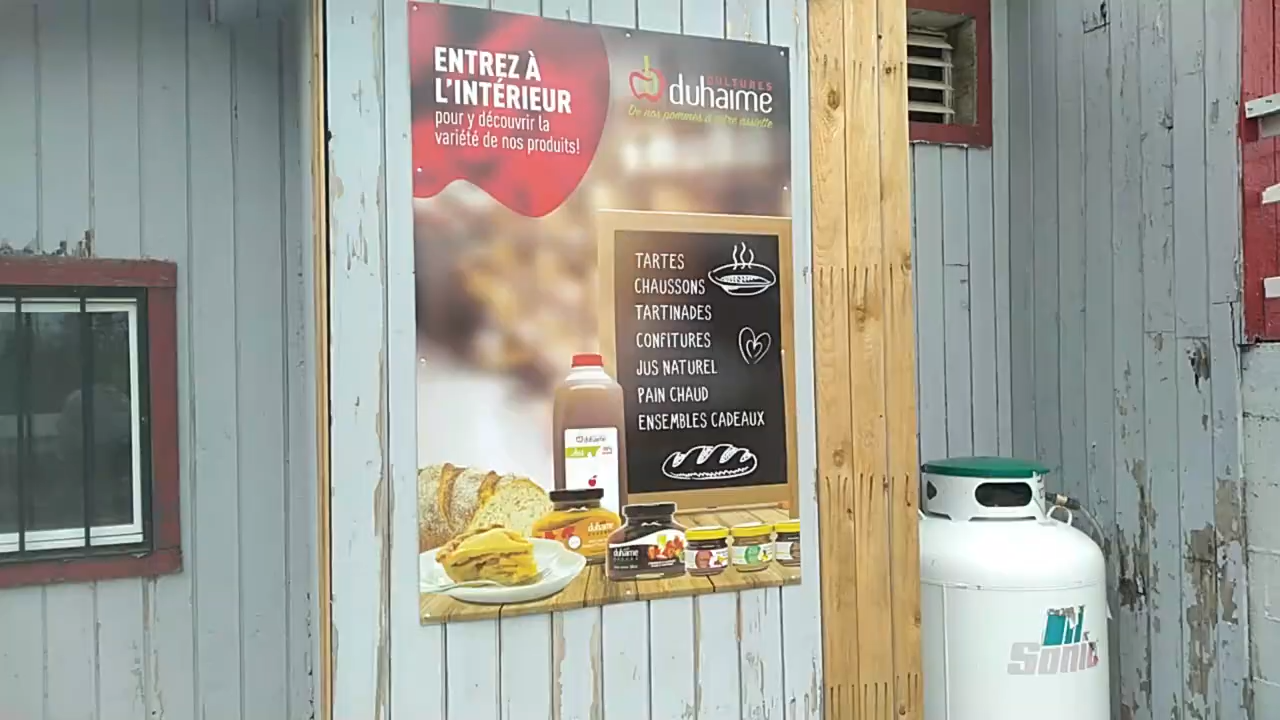 ENTREZ À
L'INTÉRIEUR
pour y découvrir la
variété de nos produits!
CULTURES
duhaime
De nos pommes à votre assiette
TARTES
CHAUSSONS
TARTINADES
CONFITURES
JUS NATUREL
PAIN CHAUD
ENSEMBLES CADEAUX
duhaime
Jus
duhaime
duhaime
Sonic